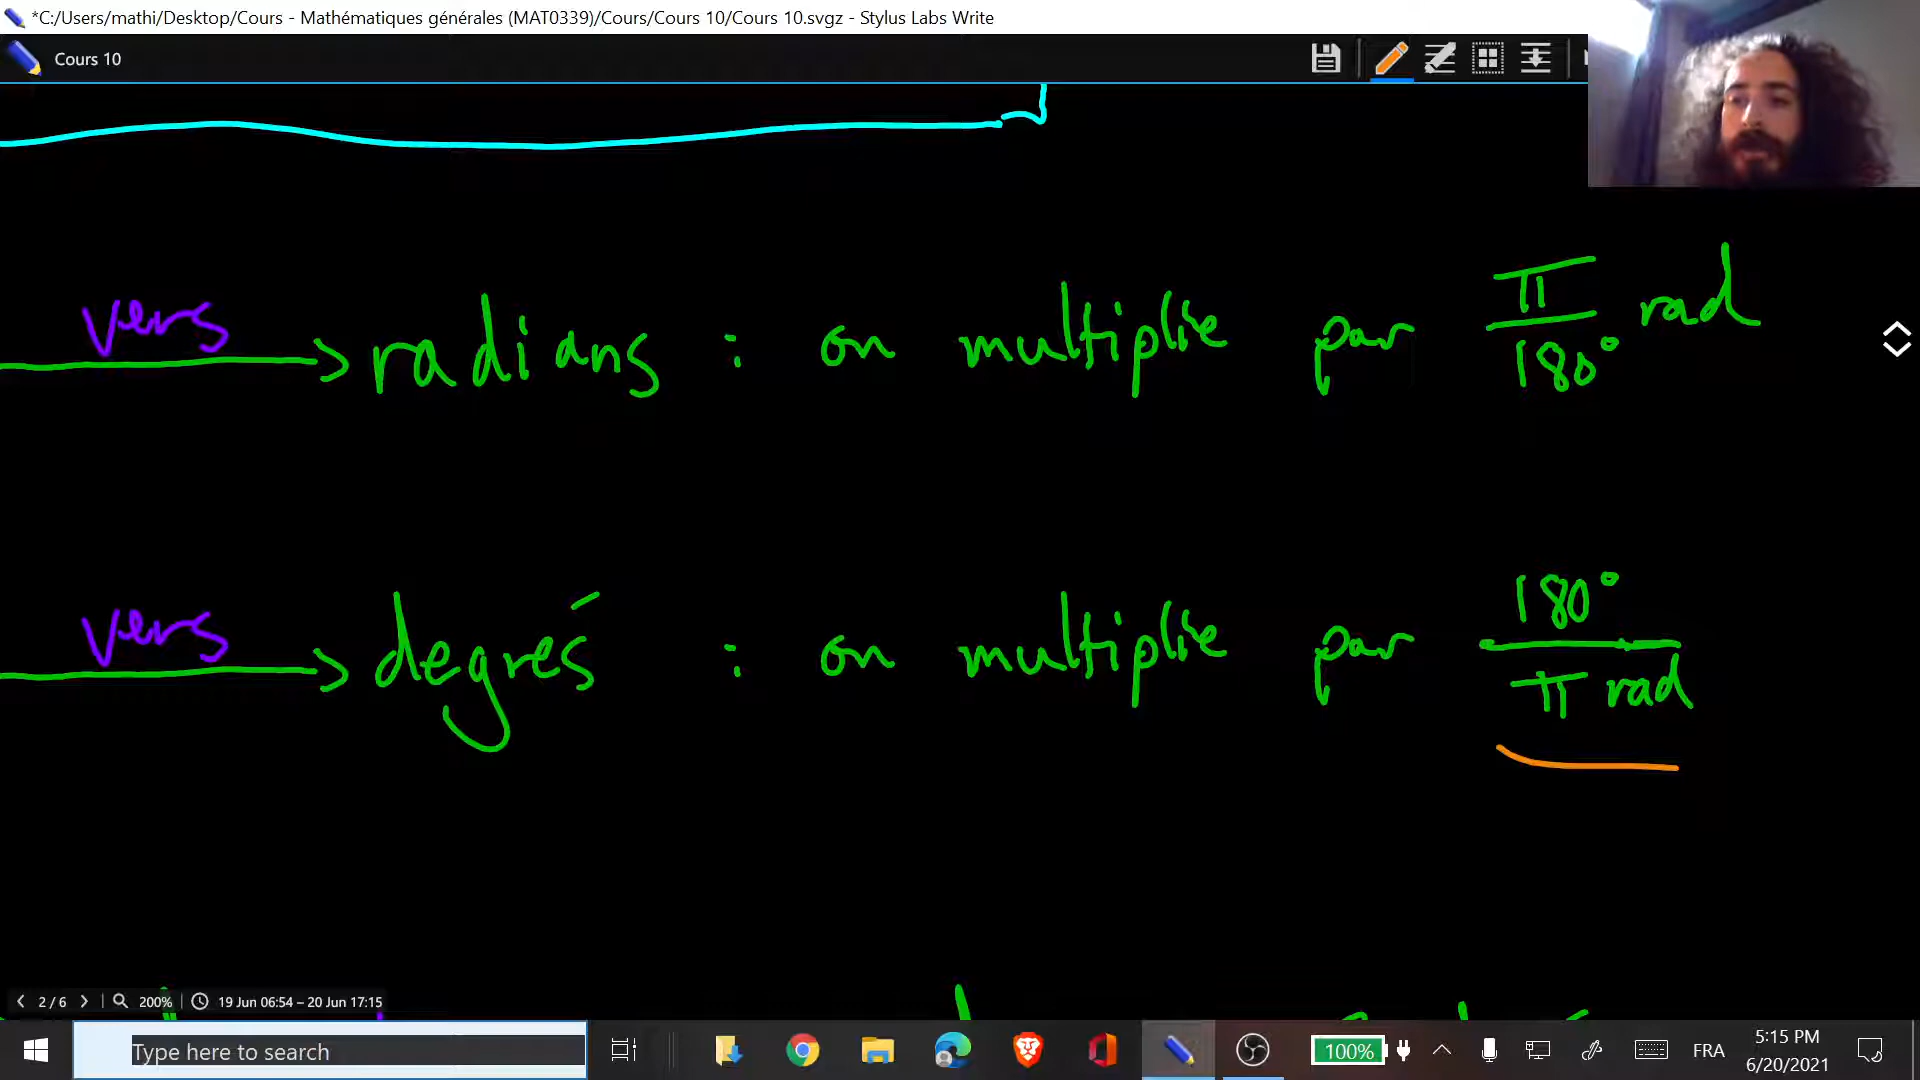 *C:/Users/mathi/Desktop/Cours - Mathématiques générales (MAT0339)/Cours/Cours 10/Cours 10.svgz - Stylus Labs Write
Cours 10
vers radians : on multiplie par π/180° rad
vers degrés : on multiplie par 180°/π rad
2 / 6 200% 19 Jun 06:54 – 20 Jun 17:15
Type here to search
100%
FRA
5:15 PM
6/20/2021